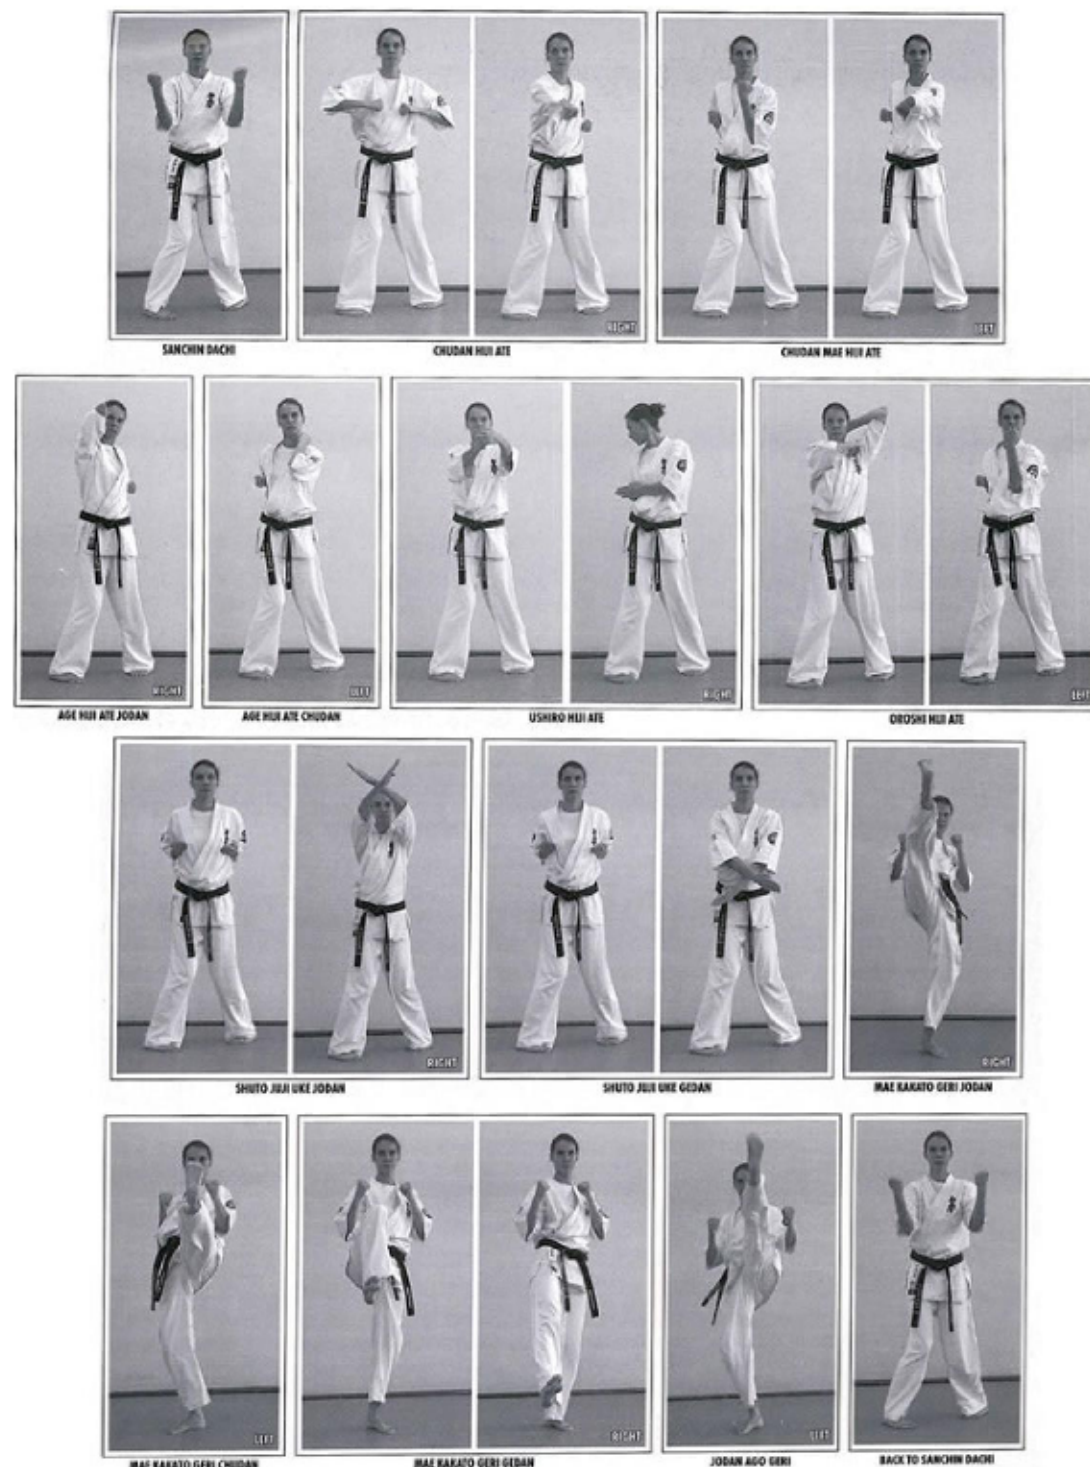 SANCHIN DACHI
RIGHT
CHUDAN HIJI ATE
LEFT
CHUDAN MAE HIJI ATE
RIGHT
AGE HIJI ATE JODAN
LEFT
AGE HIJI ATE CHUDAN
RIGHT
USHIRO HIJI ATE
LEFT
OROSHI HIJI ATE
RIGHT
SHUTO JUJI UKE JODAN
SHUTO JUJI UKE GEDAN
RIGHT
MAE KAKATO GERI JODAN
LEFT
MAE KAKATO GERI CHUDAN
RIGHT
MAE KAKATO GERI GEDAN
LEFT
JODAN AGO GERI
BACK TO SANCHIN DACHI